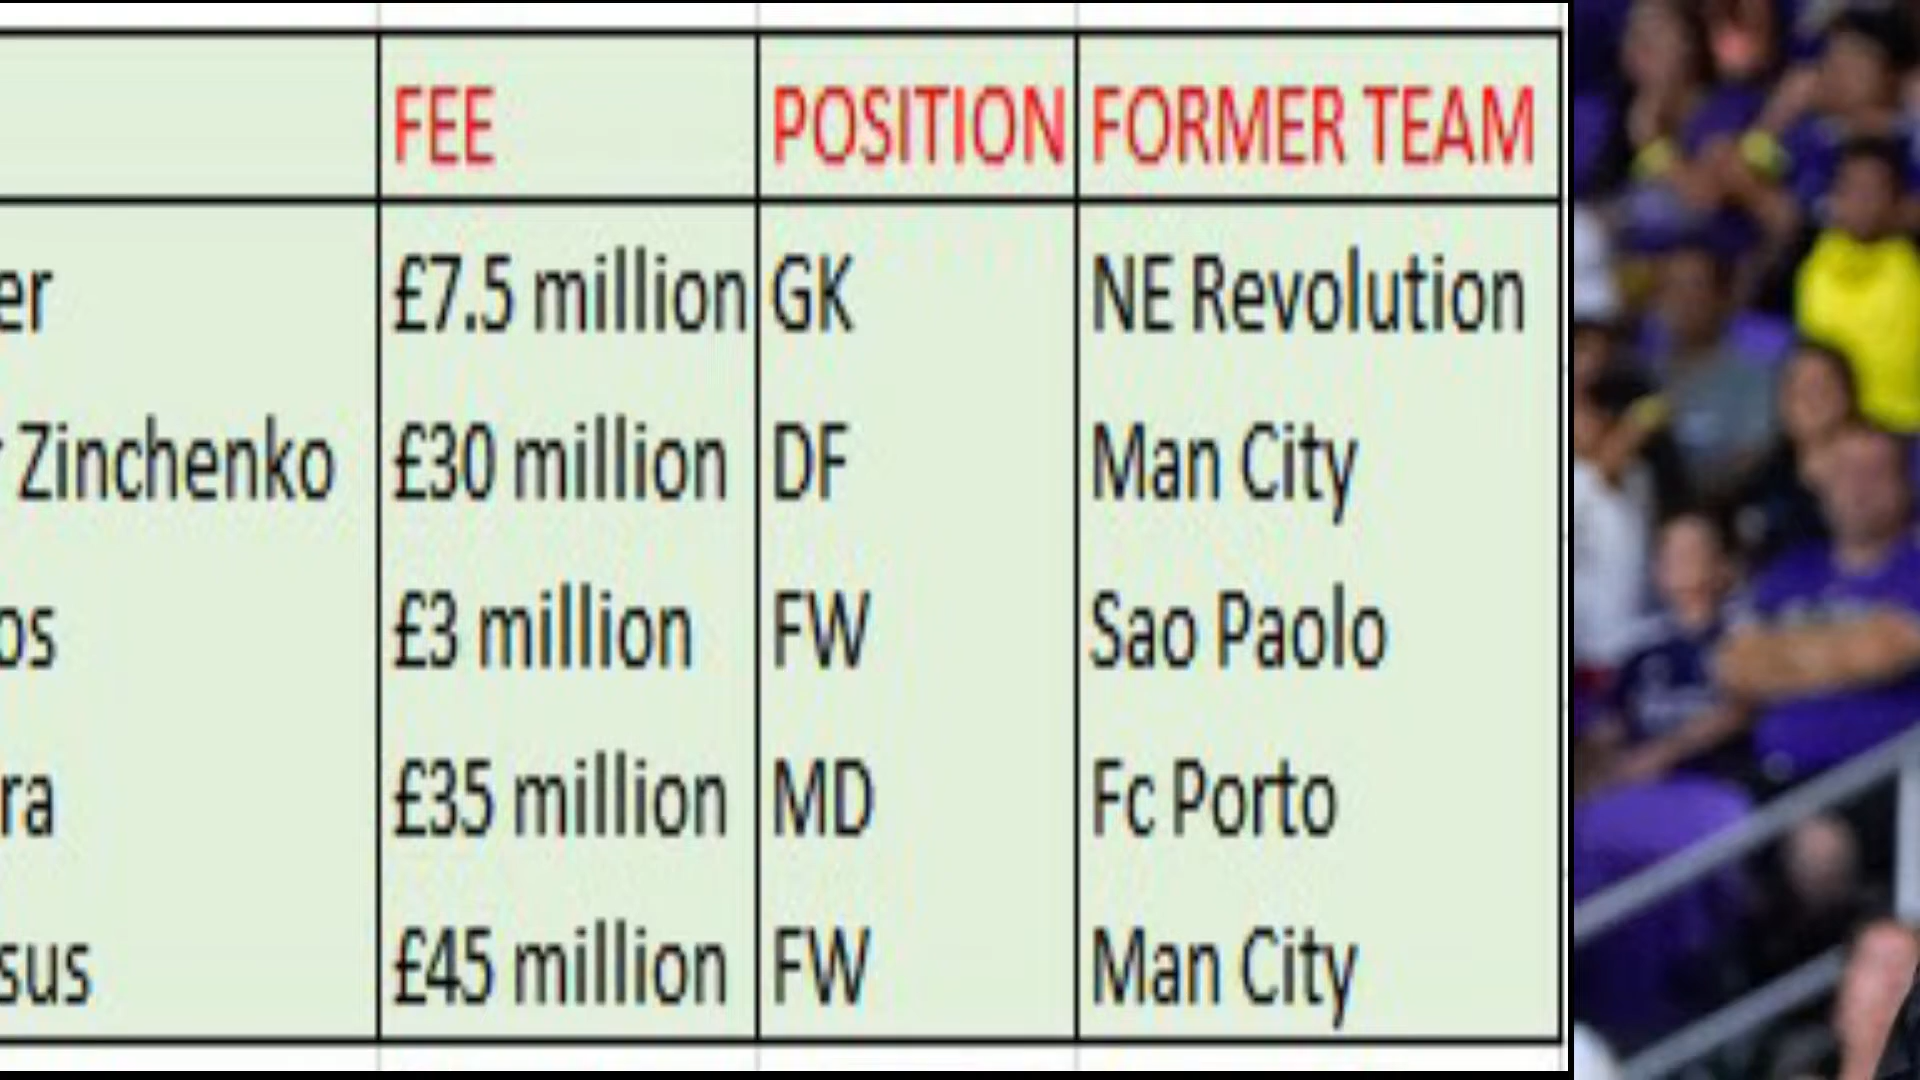 FEE POSITION FORMER TEAM
er £7.5 million GK NE Revolution
r Zinchenko £30 million DF Man City
os £3 million FW Sao Paolo
ra £35 million MD Fc Porto
sus £45 million FW Man City